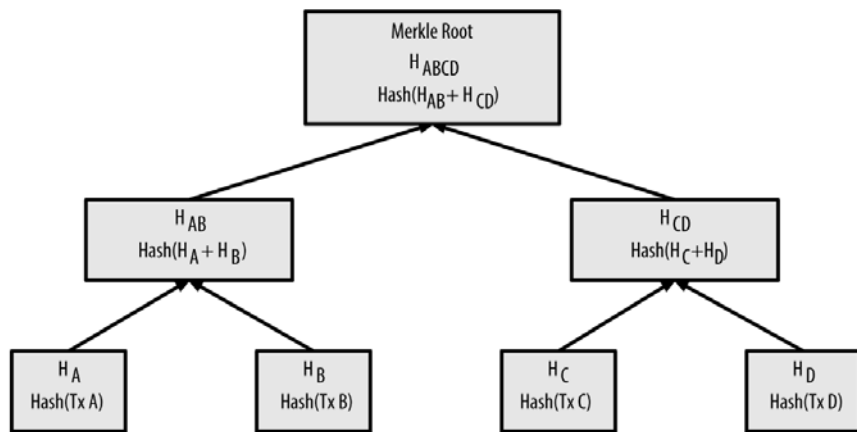 Merkle Root
H ABCD
Hash(H AB + H CD)
H AB
Hash(H A + H B)
H CD
Hash(H C+H D)
H A
Hash(Tx A)
H B
Hash(Tx B)
H C
Hash(Tx C)
H D
Hash(Tx D)